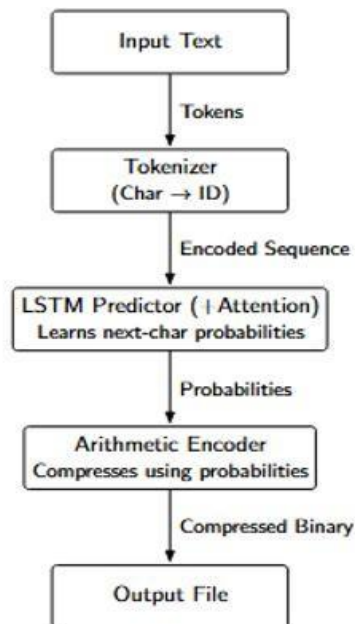 Input Text
Tokens
Tokenizer
(Char → ID)
Encoded Sequence
LSTM Predictor (+Attention)
Learns next-char probabilities
Probabilities
Arithmetic Encoder
Compresses using probabilities
Compressed Binary
Output File